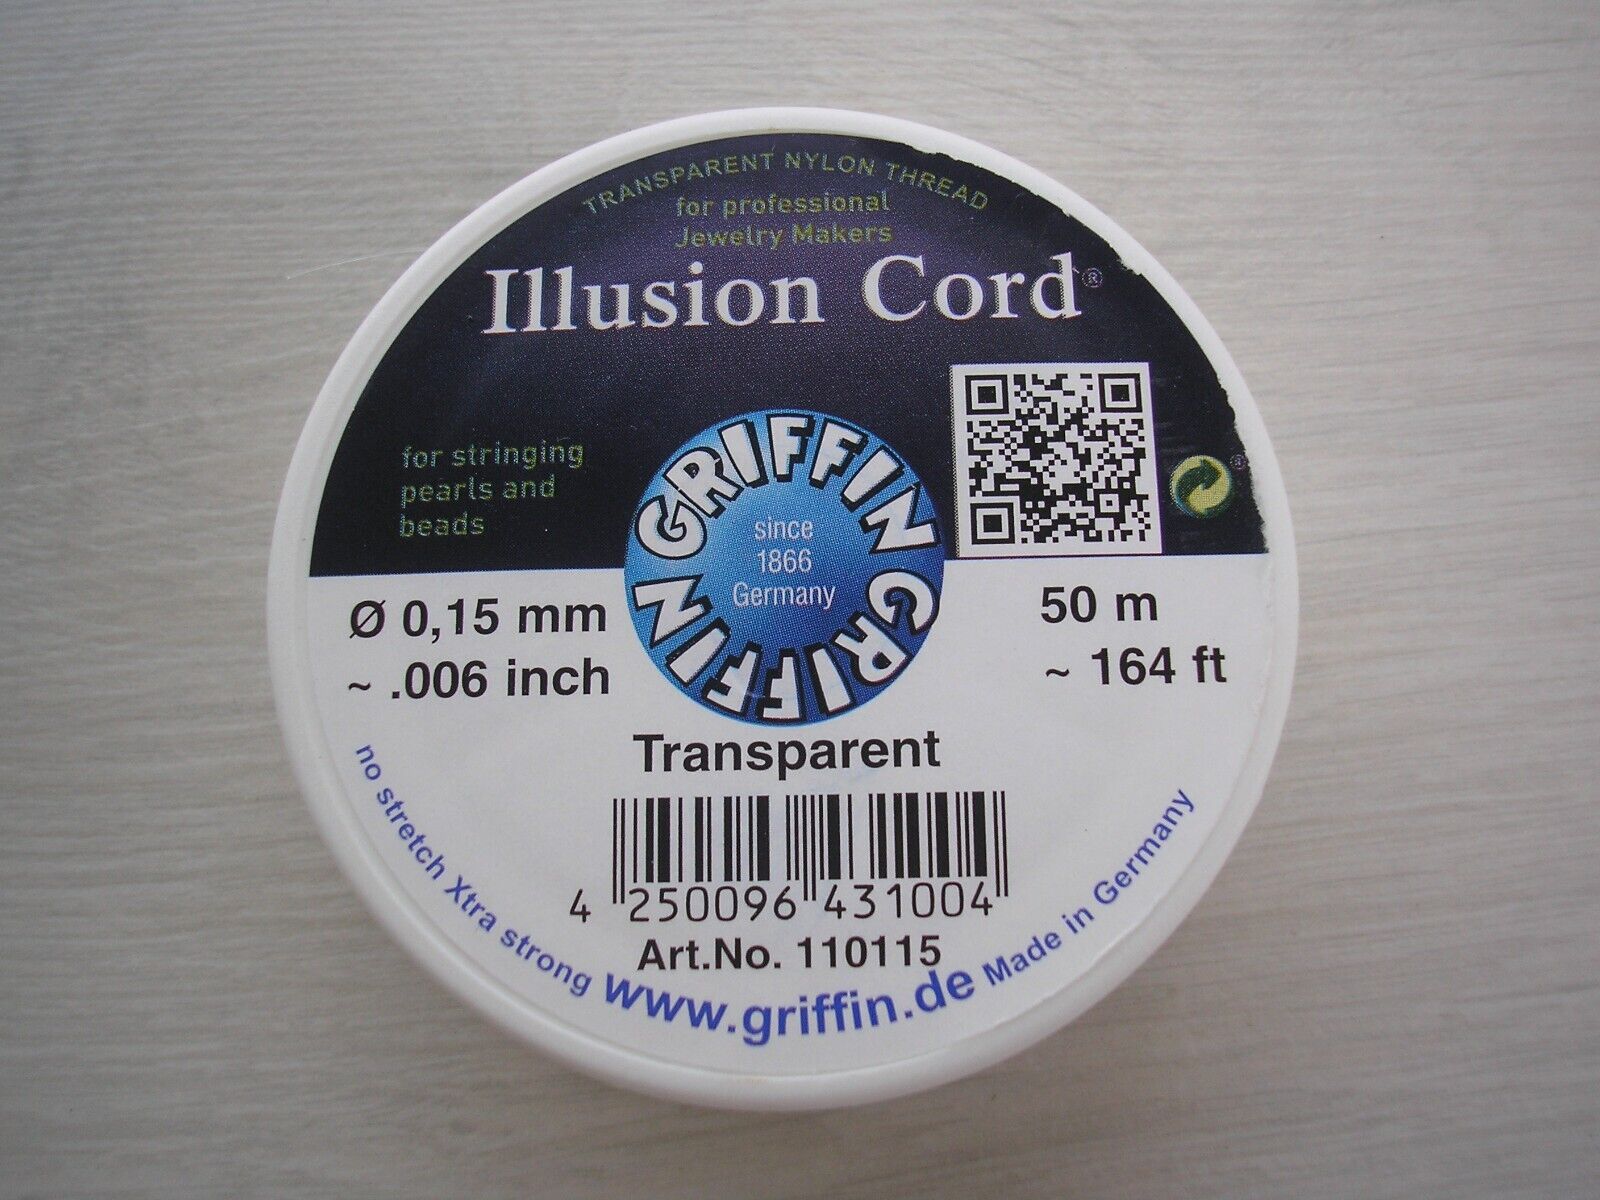 TRANSPARENT NYLON THREAD
for professional
Jewelry Makers
Illusion Cord®
for stringing
pearls and
beads
®
GRIFFIN GRIFFIN GRIFFIN
since
1866
Germany
Ø 0,15 mm
~ .006 inch
50 m
~ 164 ft
Transparent
4 250096 431004
Art.No. 110115
no stretch Xtra strong www.griffin.de Made in Germany